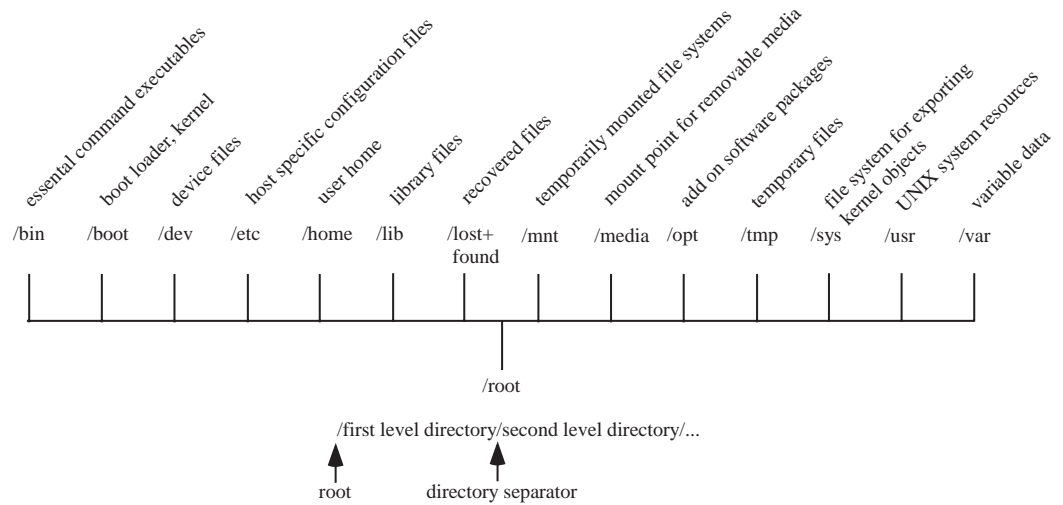 essental command executables
boot loader, kernel
device files
host specific configuration files
user home
library files
recovered files
temporarily mounted file systems
mount point for removable media
add on software packages
temporary files
file system for exporting
kernel objects
UNIX system resources
variable data
/bin
/boot
/dev
/etc
/home
/lib
/lost+
found
/mnt
/media
/opt
/tmp
/sys
/usr
/var
/root
/first level directory/second level directory/...
root
directory separator